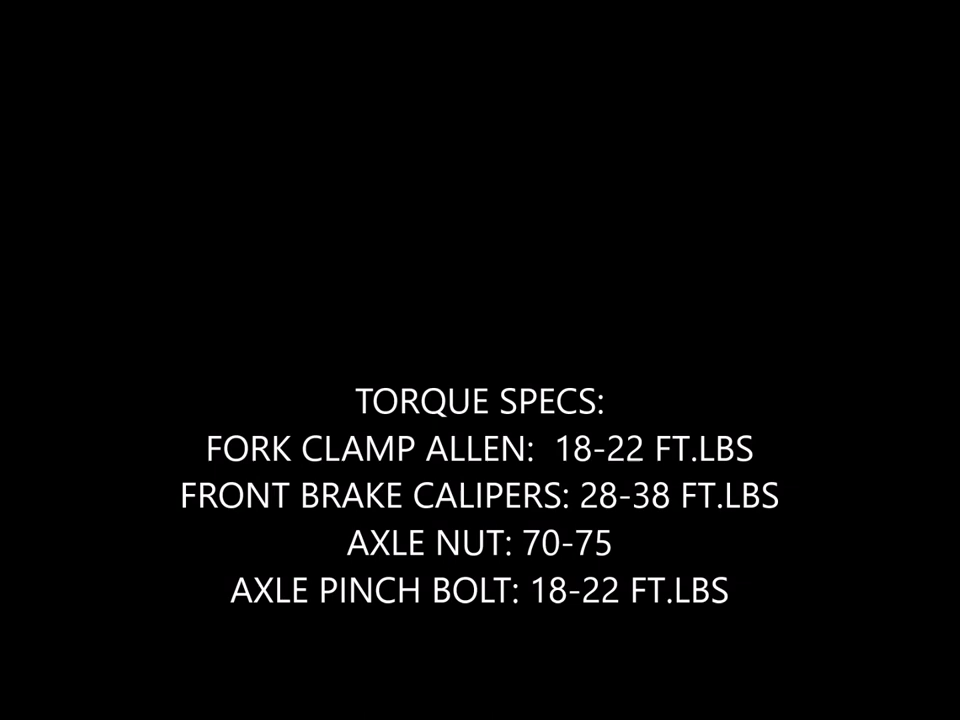 TORQUE SPECS:
FORK CLAMP ALLEN:  18-22 FT.LBS
FRONT BRAKE CALIPERS: 28-38 FT.LBS
AXLE NUT: 70-75
AXLE PINCH BOLT: 18-22 FT.LBS